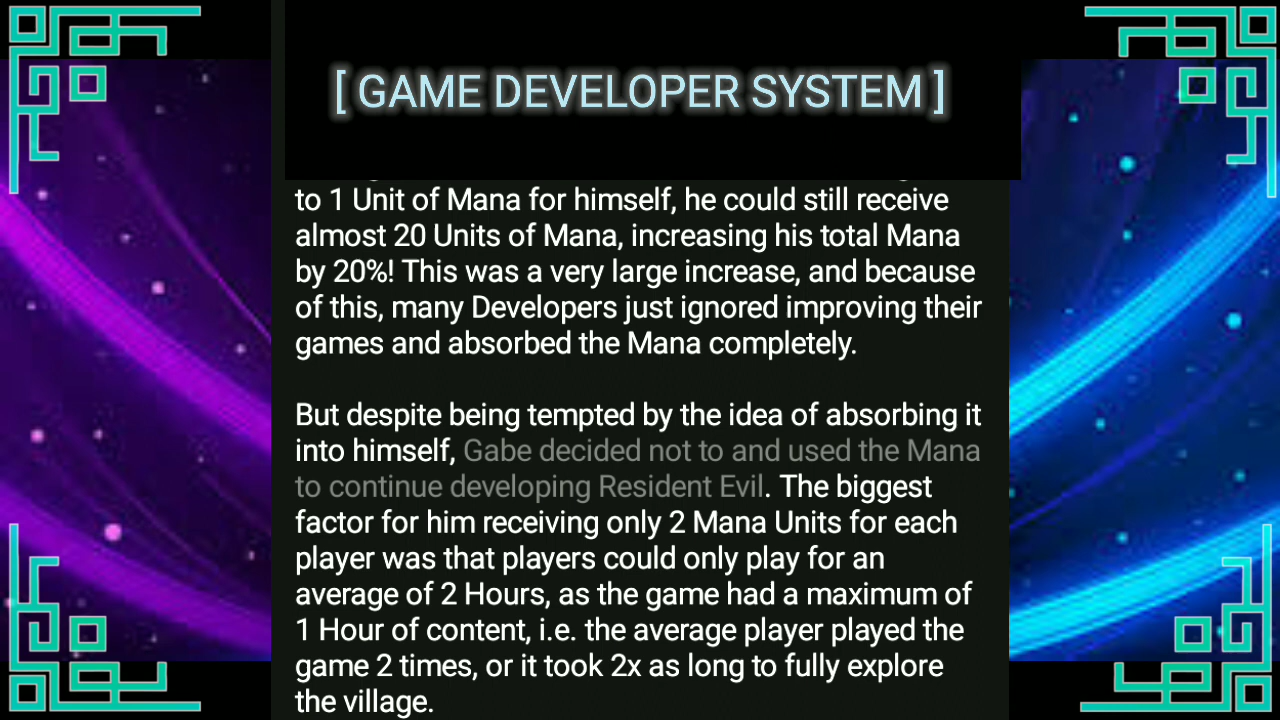 [ GAME DEVELOPER SYSTEM ]
to 1 Unit of Mana for himself, he could still receive
almost 20 Units of Mana, increasing his total Mana
by 20%! This was a very large increase, and because
of this, many Developers just ignored improving their
games and absorbed the Mana completely.
But despite being tempted by the idea of absorbing it
into himself, Gabe decided not to and used the Mana
to continue developing Resident Evil. The biggest
factor for him receiving only 2 Mana Units for each
player was that players could only play for an
average of 2 Hours, as the game had a maximum of
1 Hour of content, i.e. the average player played the
game 2 times, or it took 2x as long to fully explore
the village.